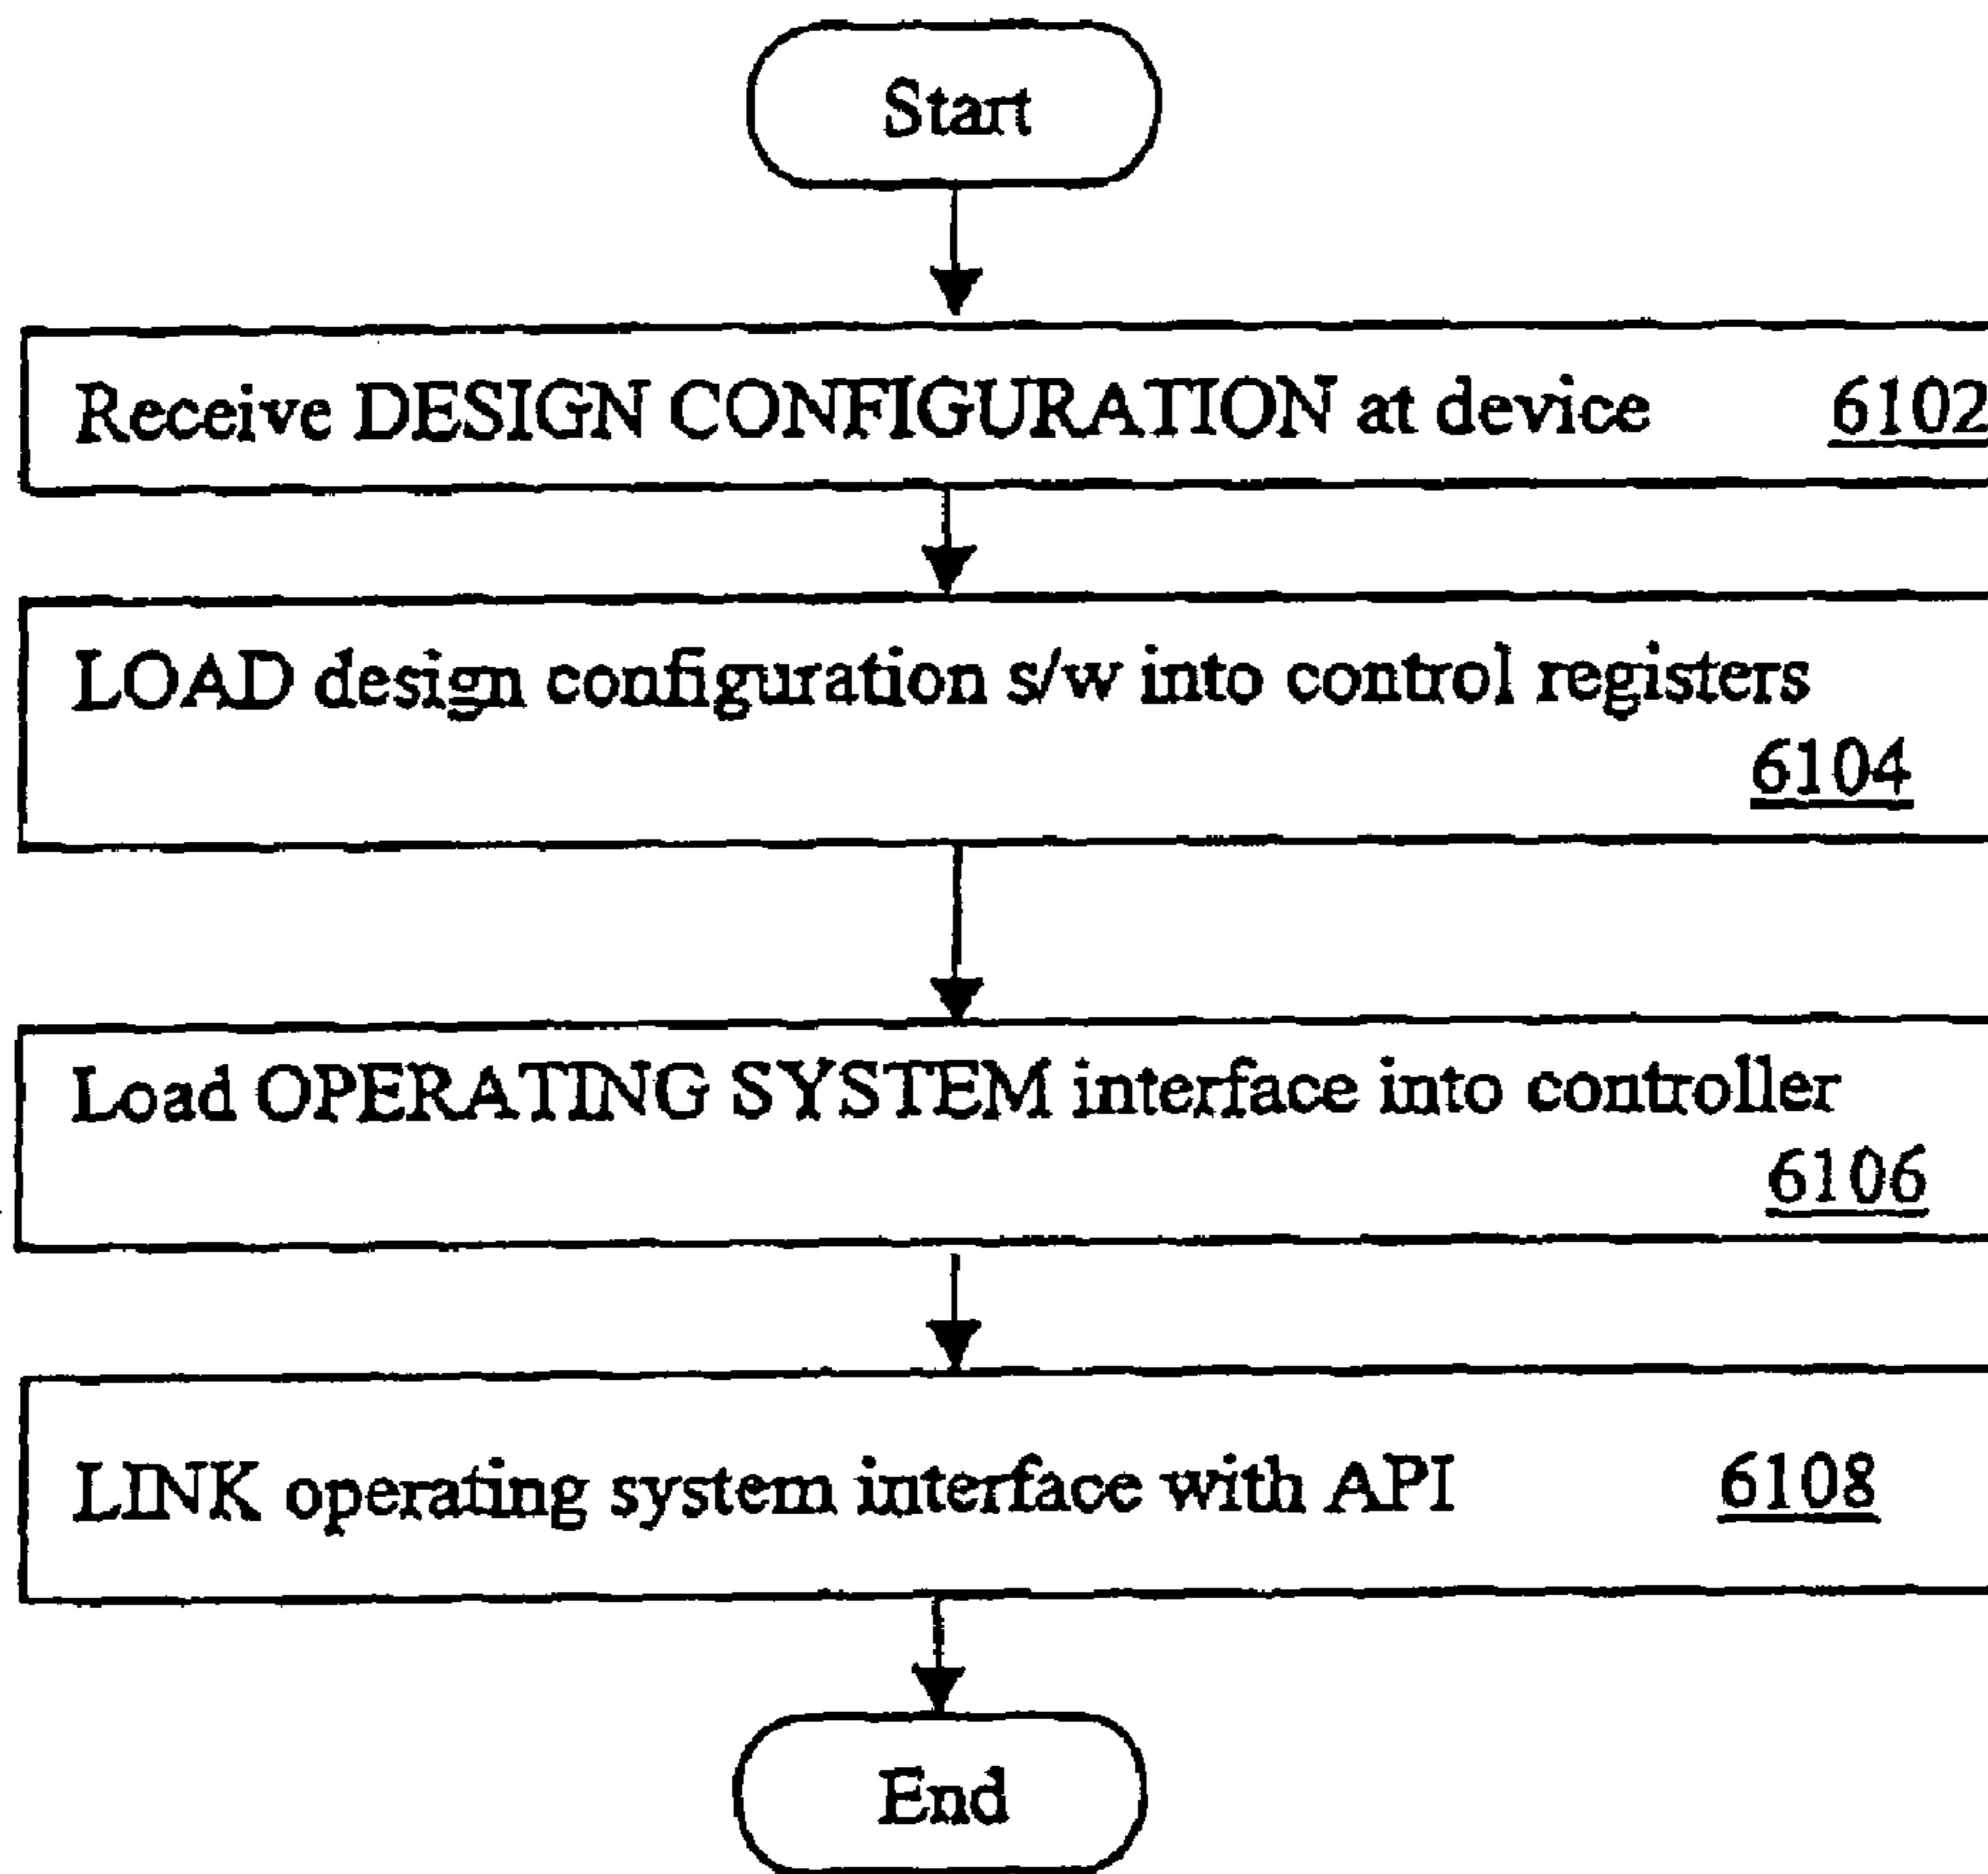 Start
Receive DESIGN CONFIGURATION at device 6102
LOAD design configuration s/w into control registers
6104
Load OPERATING SYSTEM interface into controller
6106
LINK operating system interface with API 6108
End